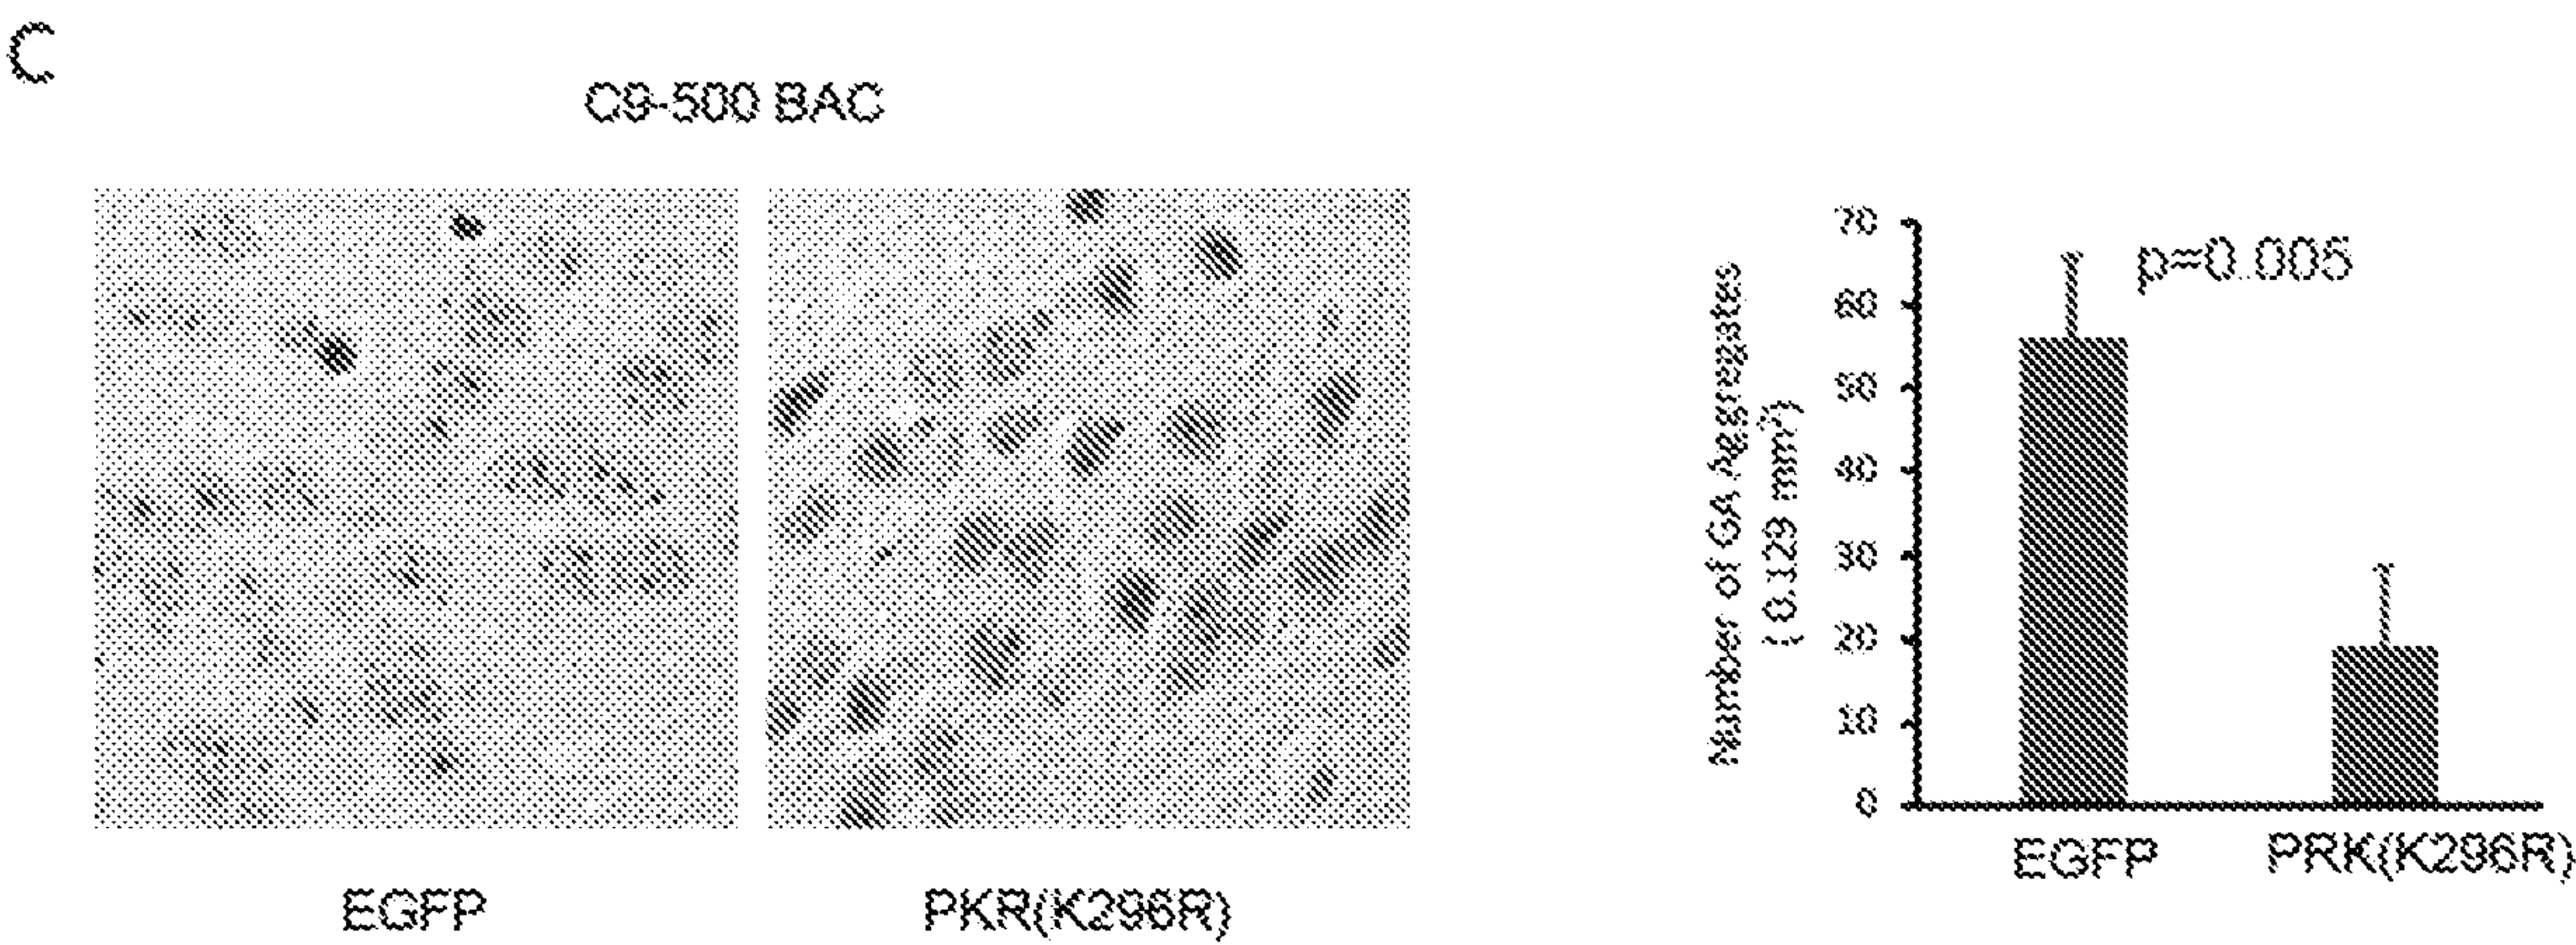 C
C9-500 BAC
EGFP
PKR(K296R)
Number of GA Aggregates
( 0.129 mm²)
70
60
50
40
30
20
10
0
p=0.005
EGFP
PRK(K296R)